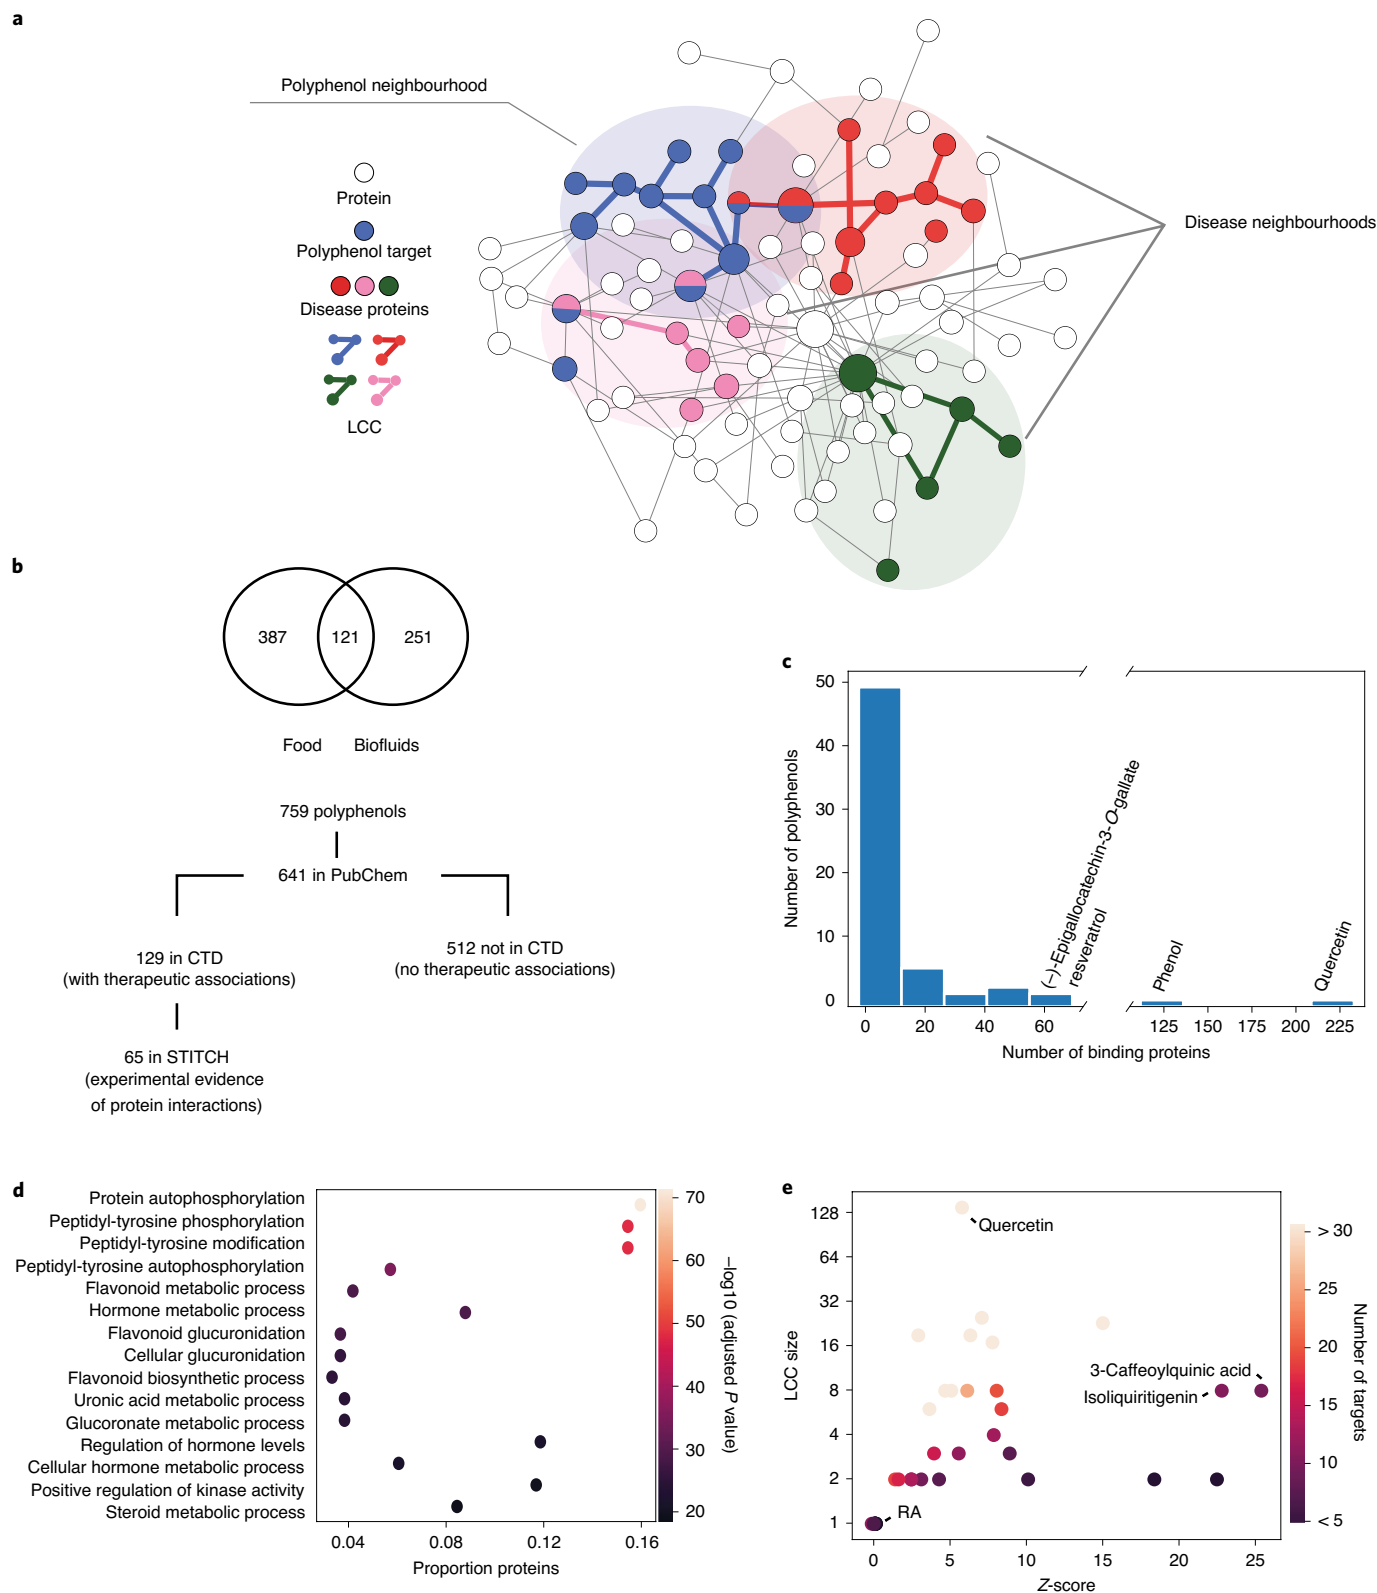 a
Polyphenol neighbourhood
Protein
Polyphenol target
Disease proteins
LCC
Disease neighbourhoods
b
387
121
251
Food
Biofluids
759 polyphenols
641 in PubChem
129 in CTD
(with therapeutic associations)
512 not in CTD
(no therapeutic associations)
65 in STITCH
(experimental evidence
of protein interactions)
c
Number of polyphenols
50
40
30
20
10
0
(–)-Epigallocatechin-3-O-gallate
resveratrol
Phenol
Quercetin
0 20 40 60 125 150 175 200 225
Number of binding proteins
d
Protein autophosphorylation
Peptidyl-tyrosine phosphorylation
Peptidyl-tyrosine modification
Peptidyl-tyrosine autophosphorylation
Flavonoid metabolic process
Hormone metabolic process
Flavonoid glucuronidation
Cellular glucuronidation
Flavonoid biosynthetic process
Uronic acid metabolic process
Glucoronate metabolic process
Regulation of hormone levels
Cellular hormone metabolic process
Positive regulation of kinase activity
Steroid metabolic process
0.04 0.08 0.12 0.16
Proportion proteins
70
60
50
40
30
20
–log10 (adjusted P value)
e
LCC size
128
64
32
16
8
4
2
1
Quercetin
3-Caffeoylquinic acid
Isoliquiritigenin
RA
0 5 10 15 20 25
Z-score
> 30
25
20
15
10
< 5
Number of targets